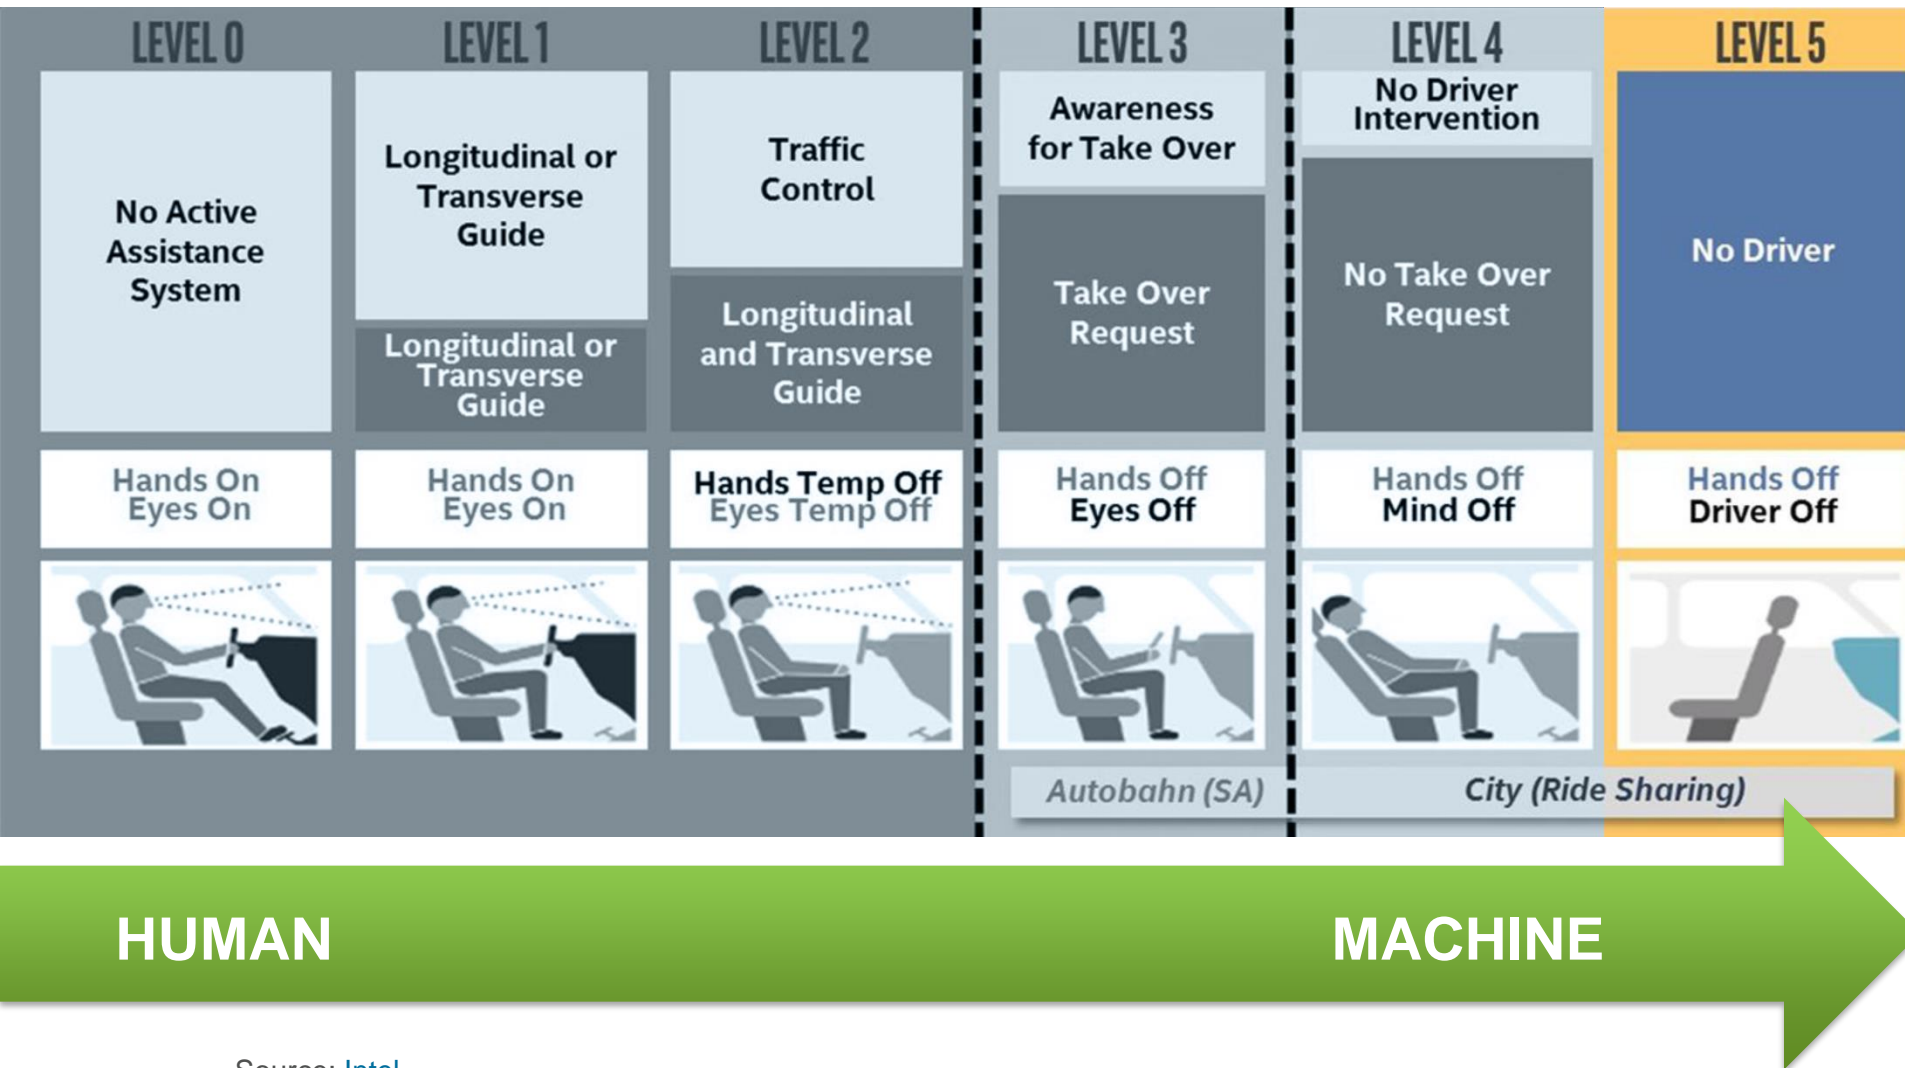 LEVEL 0
No Active
Assistance
System
Hands On
Eyes On
LEVEL 1
Longitudinal or
Transverse
Guide
Longitudinal or
Transverse
Guide
Hands On
Eyes On
LEVEL 2
Traffic
Control
Longitudinal
and Transverse
Guide
Hands Temp Off
Eyes Temp Off
LEVEL 3
Awareness
for Take Over
Take Over
Request
Hands Off
Eyes Off
LEVEL 4
No Driver
Intervention
No Take Over
Request
Hands Off
Mind Off
LEVEL 5
No Driver
Hands Off
Driver Off
Autobahn (SA)
City (Ride Sharing)
HUMAN
MACHINE
Source: Intel